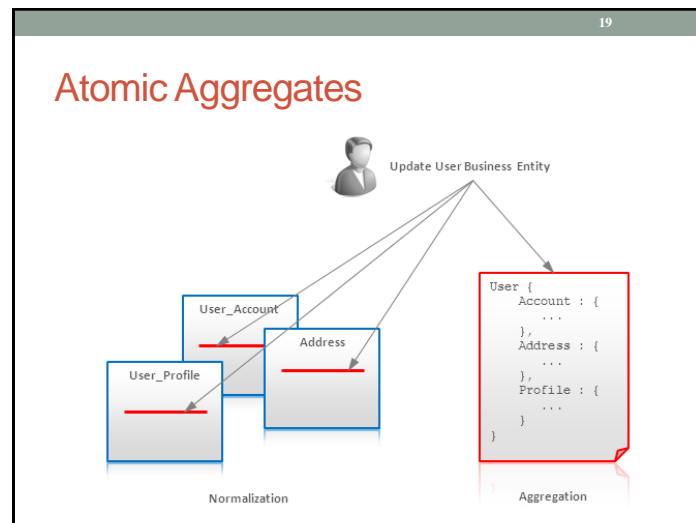 19
Atomic Aggregates
Update User Business Entity
User_Account
Address
User_Profile
User {
Account : {
...
},
Address : {
...
},
Profile : {
...
}
}
Normalization
Aggregation